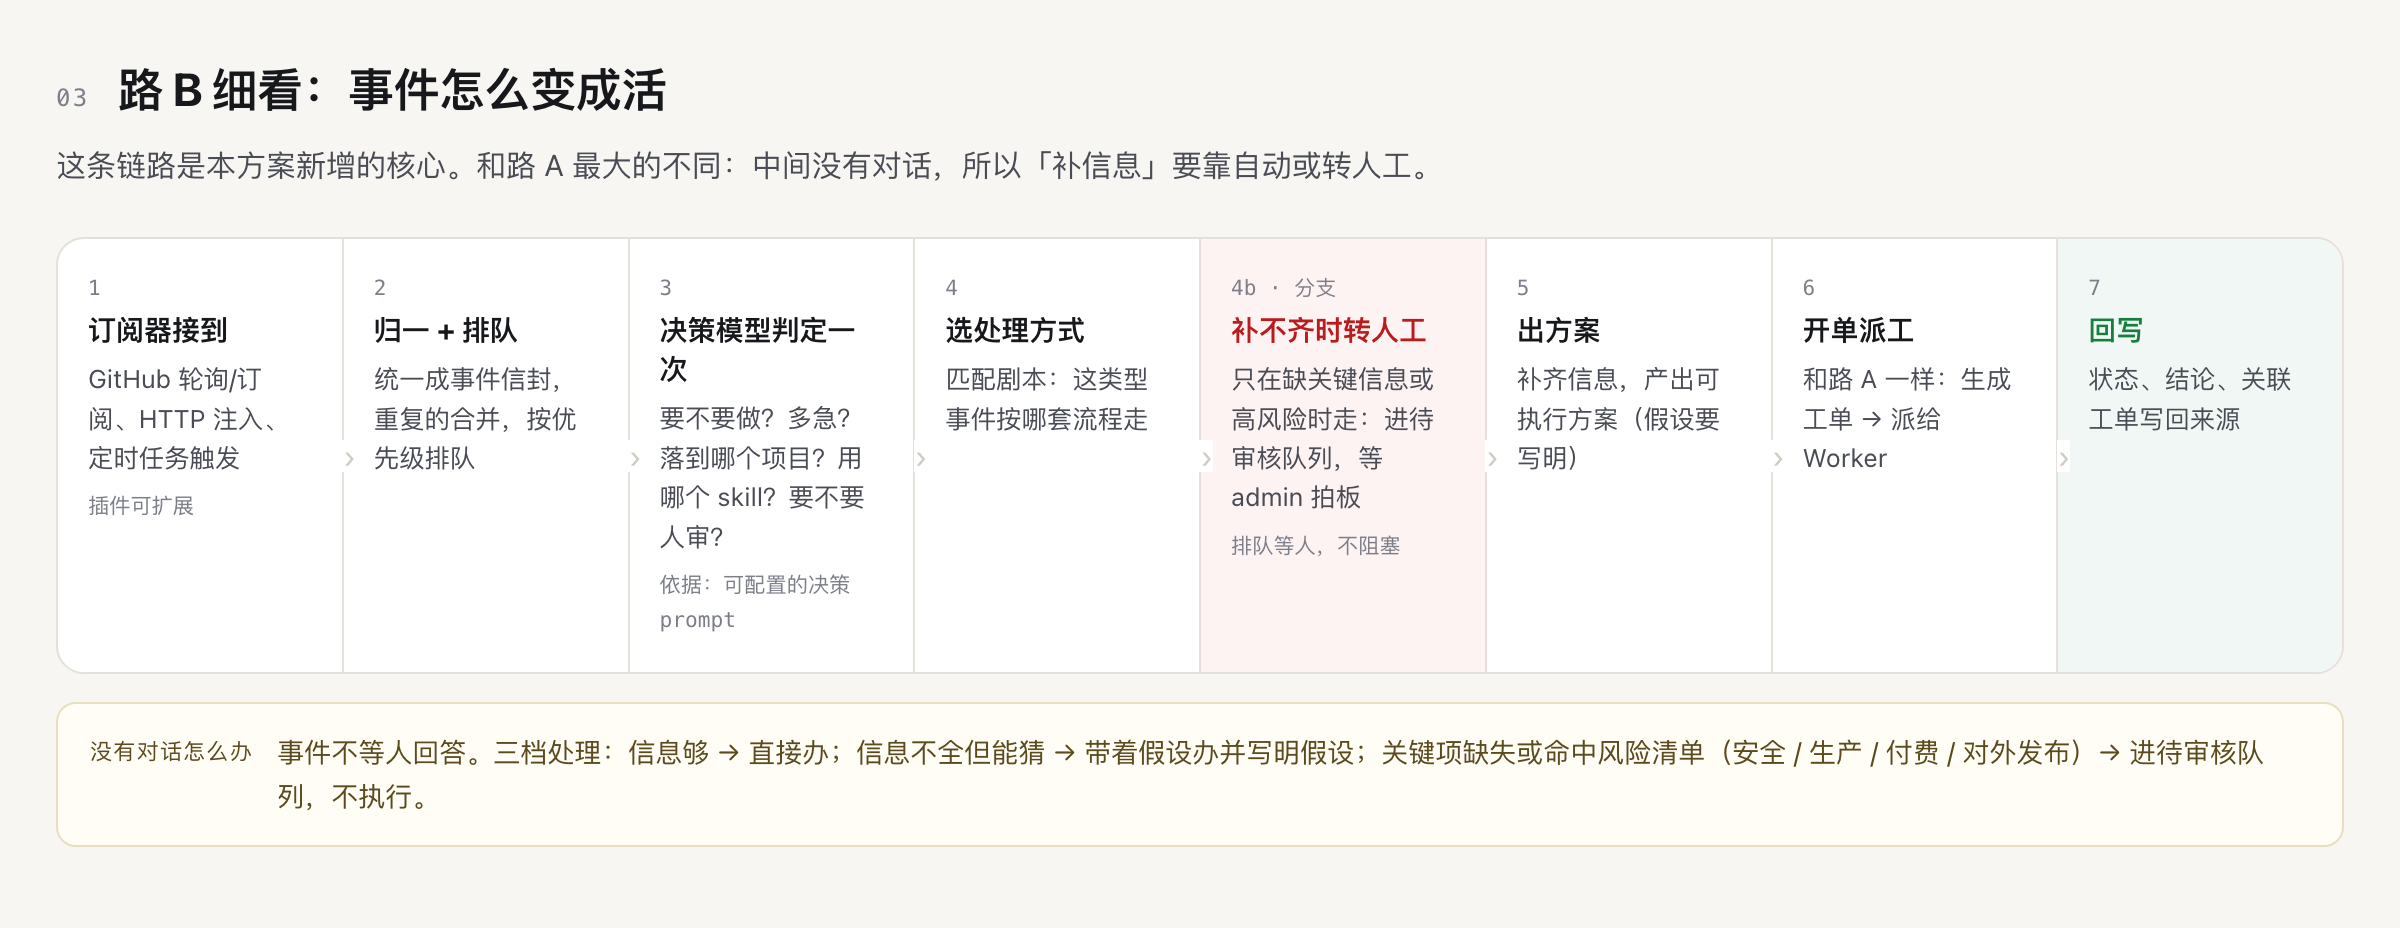 03 路 B 细看：事件怎么变成活
这条链路是本方案新增的核心。和路 A 最大的不同：中间没有对话，所以「补信息」要靠自动或转人工。
1
订阅器接到
GitHub 轮询/订
阅、HTTP 注入、
定时任务触发
插件可扩展
›
2
归一 + 排队
统一成事件信封，
重复的合并，按优
先级排队
›
3
决策模型判定一
次
要不要做？多急？
落到哪个项目？用
哪个 skill？要不要
人审？
依据：可配置的决策
prompt
›
4
选处理方式
匹配剧本：这类型
事件按哪套流程走
›
4b · 分支
补不齐时转人工
只在缺关键信息或
高风险时走：进待
审核队列，等
admin 拍板
排队等人，不阻塞
›
5
出方案
补齐信息，产出可
执行方案（假设要
写明）
›
6
开单派工
和路 A 一样：生成
工单 → 派给
Worker
›
7
回写
状态、结论、关联
工单写回来源
没有对话怎么办
事件不等人回答。三档处理：信息够 → 直接办；信息不全但能猜 → 带着假设办并写明假设；关键项缺失或命中风险清单（安全 / 生产 / 付费 / 对外发布）→ 进待审核队
列，不执行。